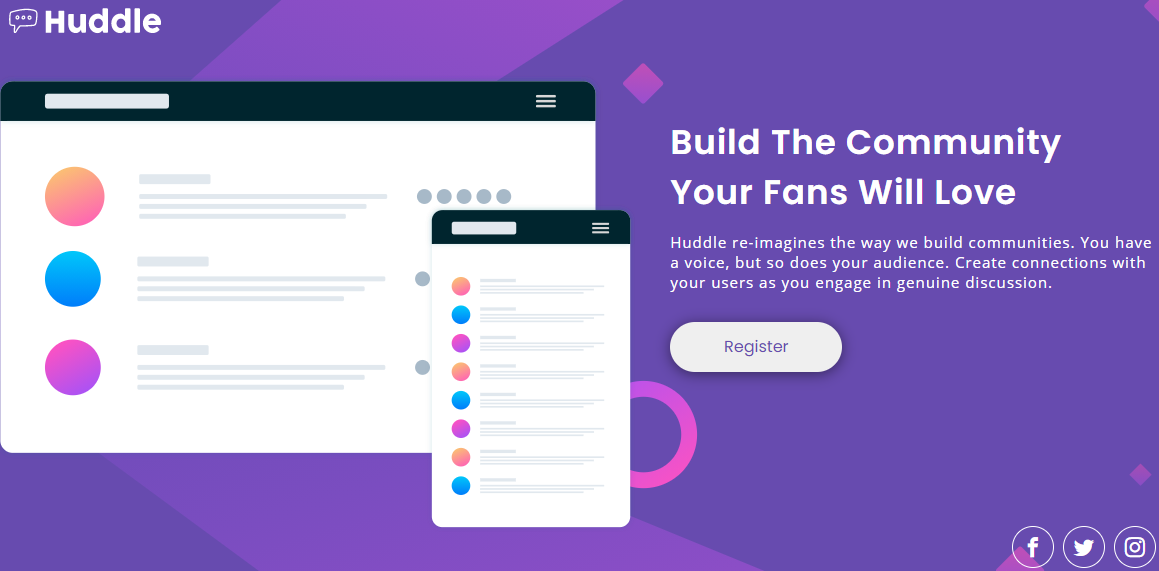 Huddle
Build The Community
Your Fans Will Love
Huddle re-imagines the way we build communities. You have
a voice, but so does your audience. Create connections with
your users as you engage in genuine discussion.
Register